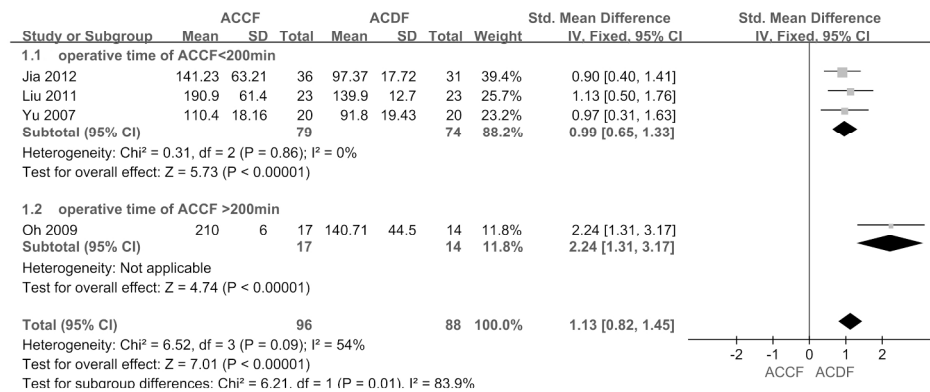 ACCF ACDF Std. Mean Difference Std. Mean Difference
Study or Subgroup Mean SD Total Mean SD Total Weight IV. Fixed. 95% CI IV. Fixed. 95% CI
1.1 operative time of ACCF<200min
Jia 2012 141.23 63.21 36 97.37 17.72 31 39.4% 0.90 [0.40, 1.41]
Liu 2011 190.9 61.4 23 139.9 12.7 23 25.7% 1.13 [0.50, 1.76]
Yu 2007 110.4 18.16 20 91.8 19.43 20 23.2% 0.97 [0.31, 1.63]
Subtotal (95% CI) 79 74 88.2% 0.99 [0.65, 1.33]
Heterogeneity: Chi² = 0.31, df = 2 (P = 0.86); I² = 0%
Test for overall effect: Z = 5.73 (P < 0.00001)
1.2 operative time of ACCF >200min
Oh 2009 210 6 17 140.71 44.5 14 11.8% 2.24 [1.31, 3.17]
Subtotal (95% CI) 17 14 11.8% 2.24 [1.31, 3.17]
Heterogeneity: Not applicable
Test for overall effect: Z = 4.74 (P < 0.00001)
Total (95% CI) 96 88 100.0% 1.13 [0.82, 1.45]
Heterogeneity: Chi² = 6.52, df = 3 (P = 0.09); I² = 54%
Test for overall effect: Z = 7.01 (P < 0.00001)
Test for subgroup differences: Chi² = 6.21, df = 1 (P = 0.01), I² = 83.9%
-2 -1 0 1 2
ACCF ACDF